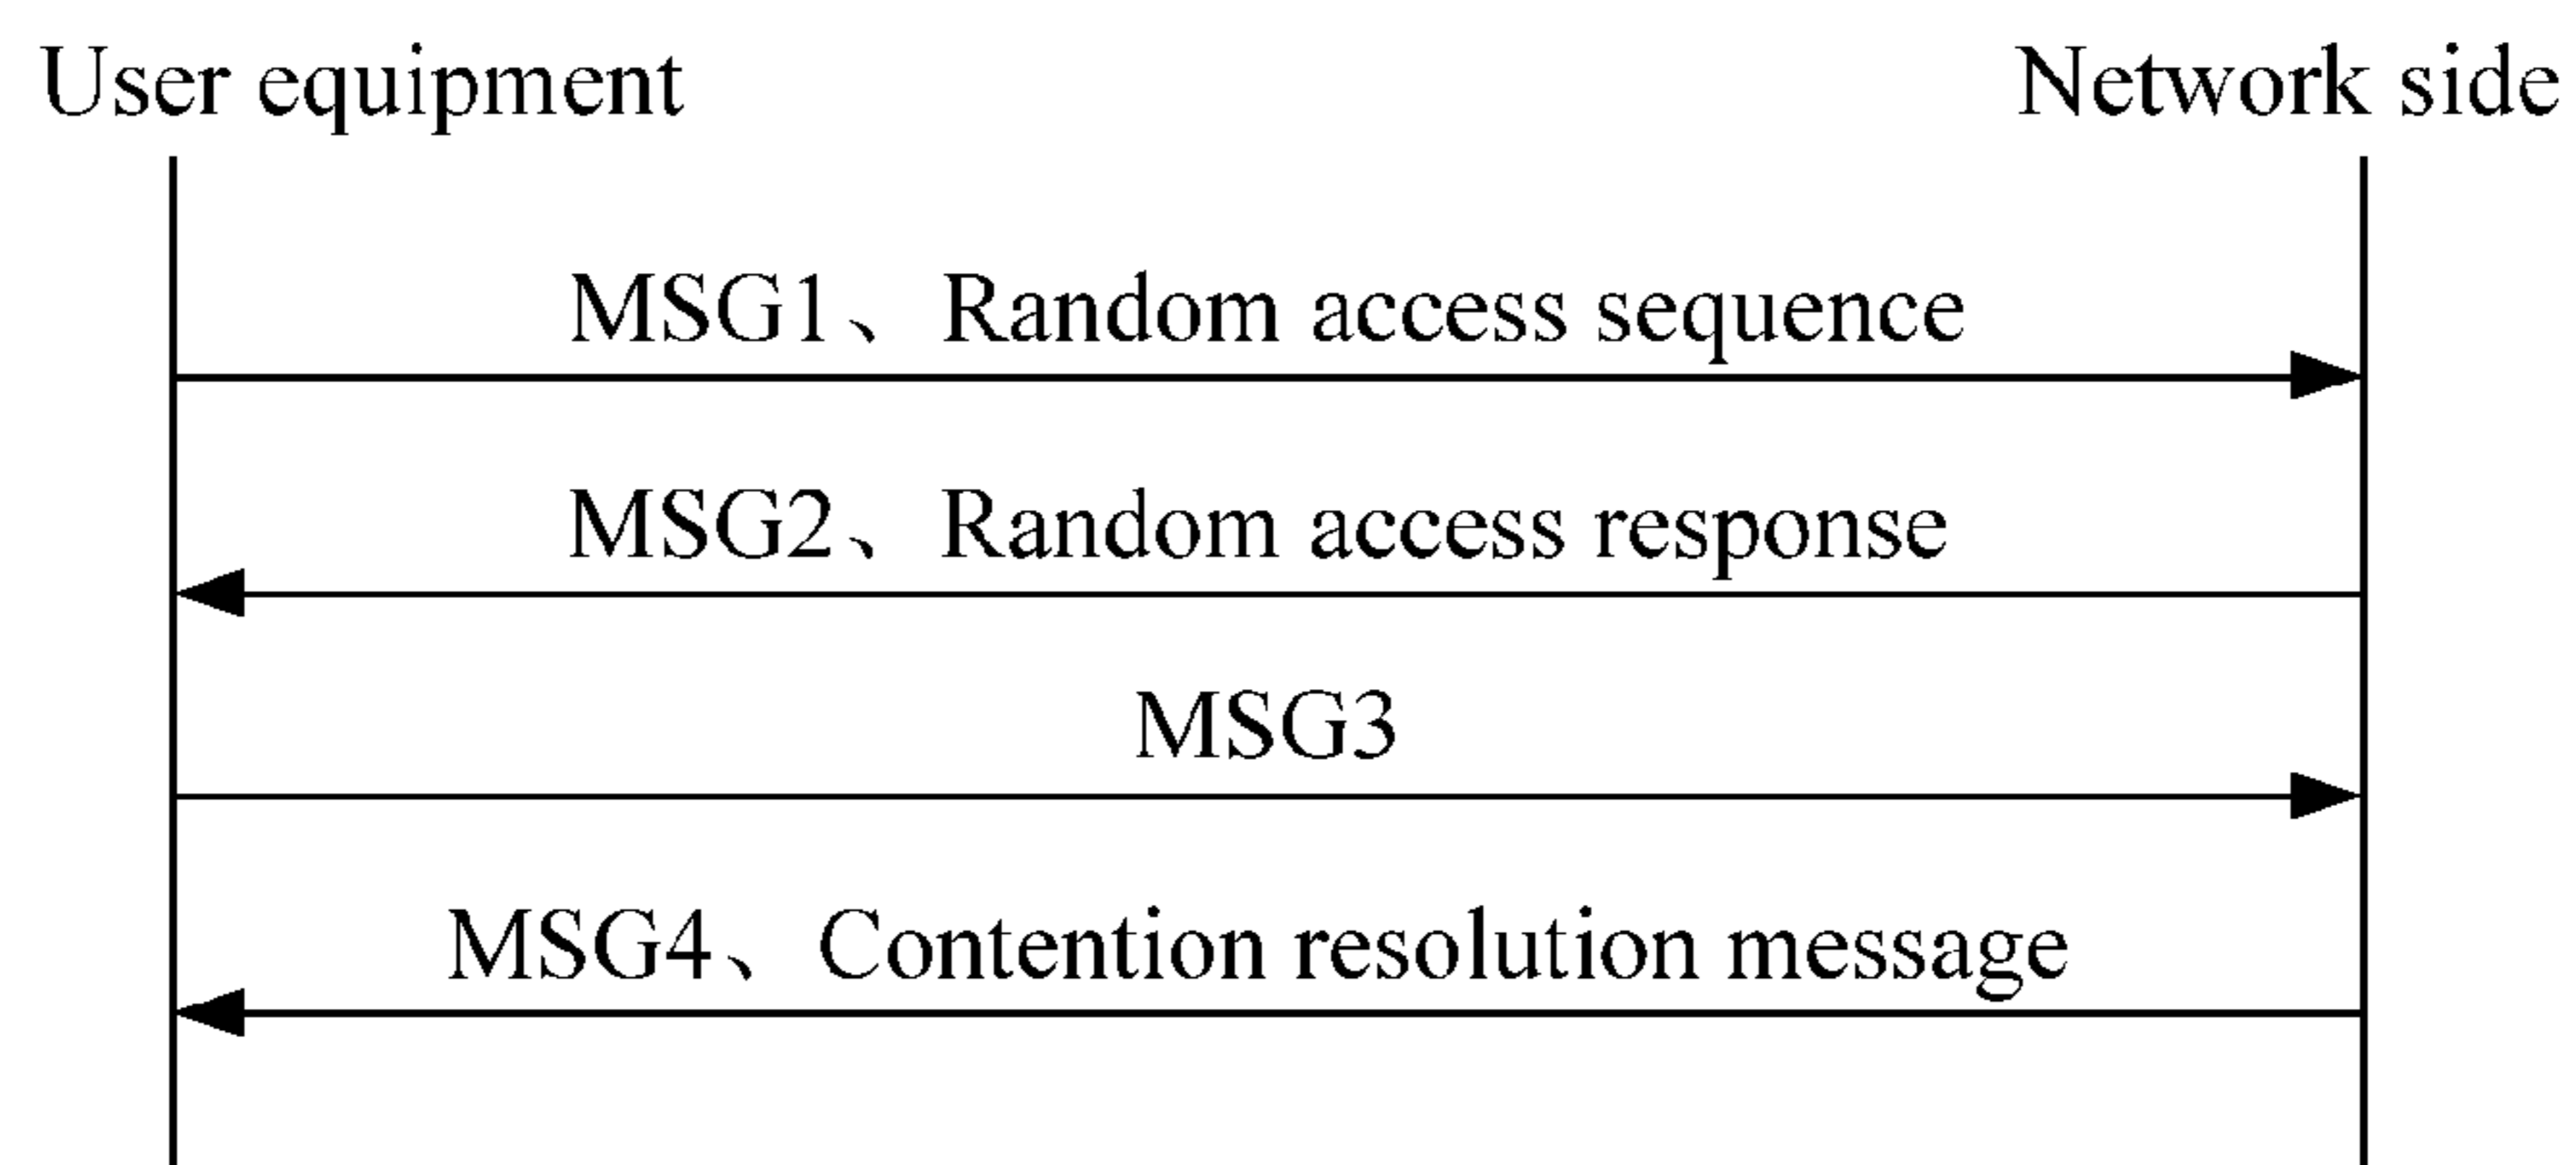 User equipment Network side
MSG1、Random access sequence
MSG2、Random access response
MSG3
MSG4、Contention resolution message